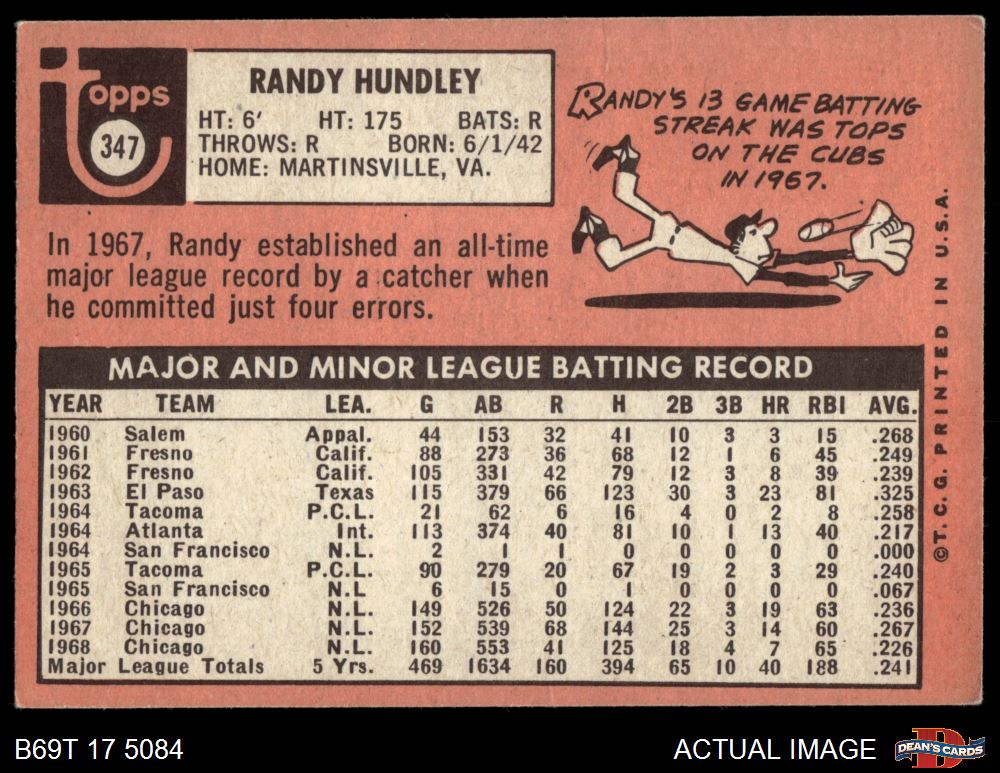 Topps
347
RANDY HUNDLEY
HT: 6' HT: 175 BATS: R
THROWS: R BORN: 6/1/42
HOME: MARTINSVILLE, VA.
RANDY'S 13 GAME BATTING
STREAK WAS TOPS
ON THE CUBS
IN 1967.
In 1967, Randy established an all-time
major league record by a catcher when
he committed just four errors.
MAJOR AND MINOR LEAGUE BATTING RECORD
YEAR TEAM LEA. G AB R H 2B 3B HR RBI AVG.
1960 Salem Appal. 44 153 32 41 10 3 3 15 .268
1961 Fresno Calif. 88 273 36 68 12 1 6 45 .249
1962 Fresno Calif. 105 331 42 79 12 3 8 39 .239
1963 El Paso Texas 115 379 66 123 30 3 23 81 .325
1964 Tacoma P.C.L. 21 62 6 16 4 0 2 8 .258
1964 Atlanta Int. 113 374 40 81 10 1 13 40 .217
1964 San Francisco N.L. 2 1 1 0 0 0 0 0 .000
1965 Tacoma P.C.L. 90 279 20 67 19 2 3 29 .240
1965 San Francisco N.L 6 15 0 1 0 0 0 0 .067
1966 Chicago N.L. 149 526 50 124 22 3 19 63 .236
1967 Chicago N.L. 152 539 68 144 25 3 14 60 .267
1968 Chicago N.L. 160 553 41 125 18 4 7 65 .226
Major League Totals 5 Yrs. 469 1634 160 394 65 10 40 188 .241
©T.C.G. PRINTED IN U.S.A.
B69T 17 5084
ACTUAL IMAGE
D
DEAN'S CARDS